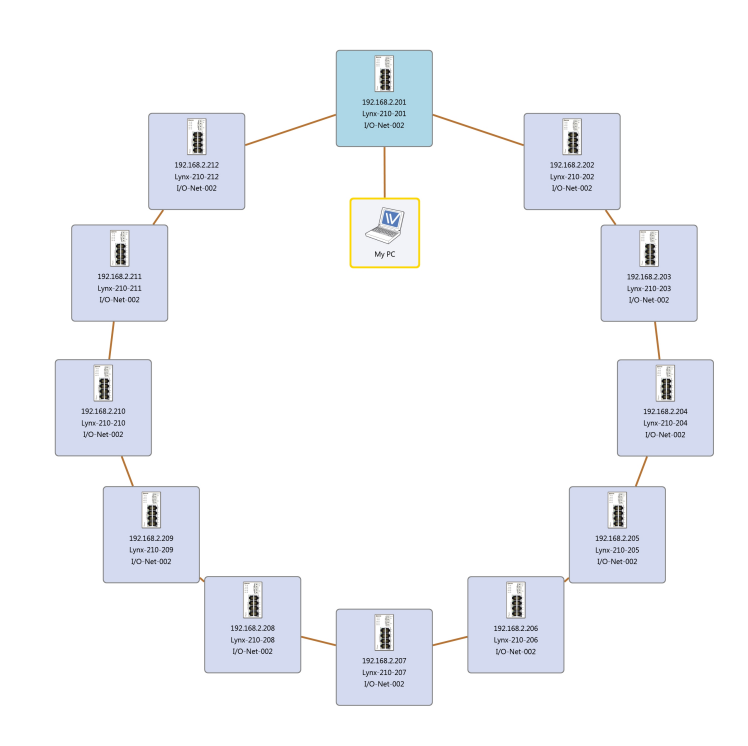 192.168.2.201
Lynx-210-201
I/O-Net-002
192.168.2.212
Lynx-210-212
I/O-Net-002
192.168.2.202
Lynx-210-202
I/O-Net-002
My PC
192.168.2.211
Lynx-210-211
I/O-Net-002
192.168.2.203
Lynx-210-203
I/O-Net-002
192.168.2.210
Lynx-210-210
I/O-Net-002
192.168.2.204
Lynx-210-204
I/O-Net-002
192.168.2.209
Lynx-210-209
I/O-Net-002
192.168.2.205
Lynx-210-205
I/O-Net-002
192.168.2.208
Lynx-210-208
I/O-Net-002
192.168.2.206
Lynx-210-206
I/O-Net-002
192.168.2.207
Lynx-210-207
I/O-Net-002